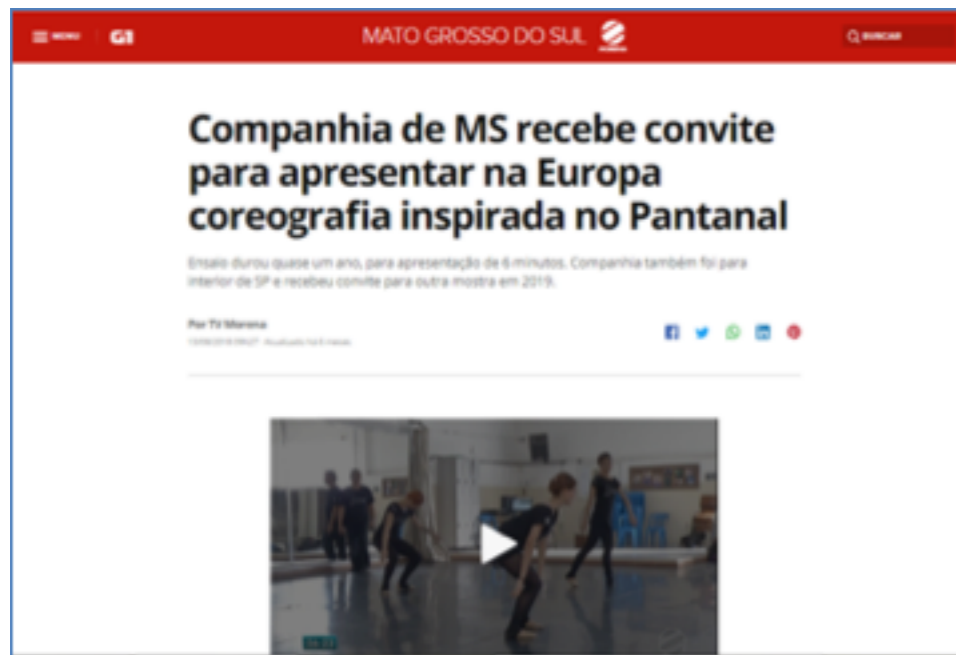 MENU G1 MATO GROSSO DO SUL BUSCAR
Companhia de MS recebe convite
para apresentar na Europa
coreografia inspirada no Pantanal
Ensaio durou quase um ano, para apresentação de 6 minutos. Companhia também foi para
interior de SP e recebeu convite para outra mostra em 2019.
Por TV Morena